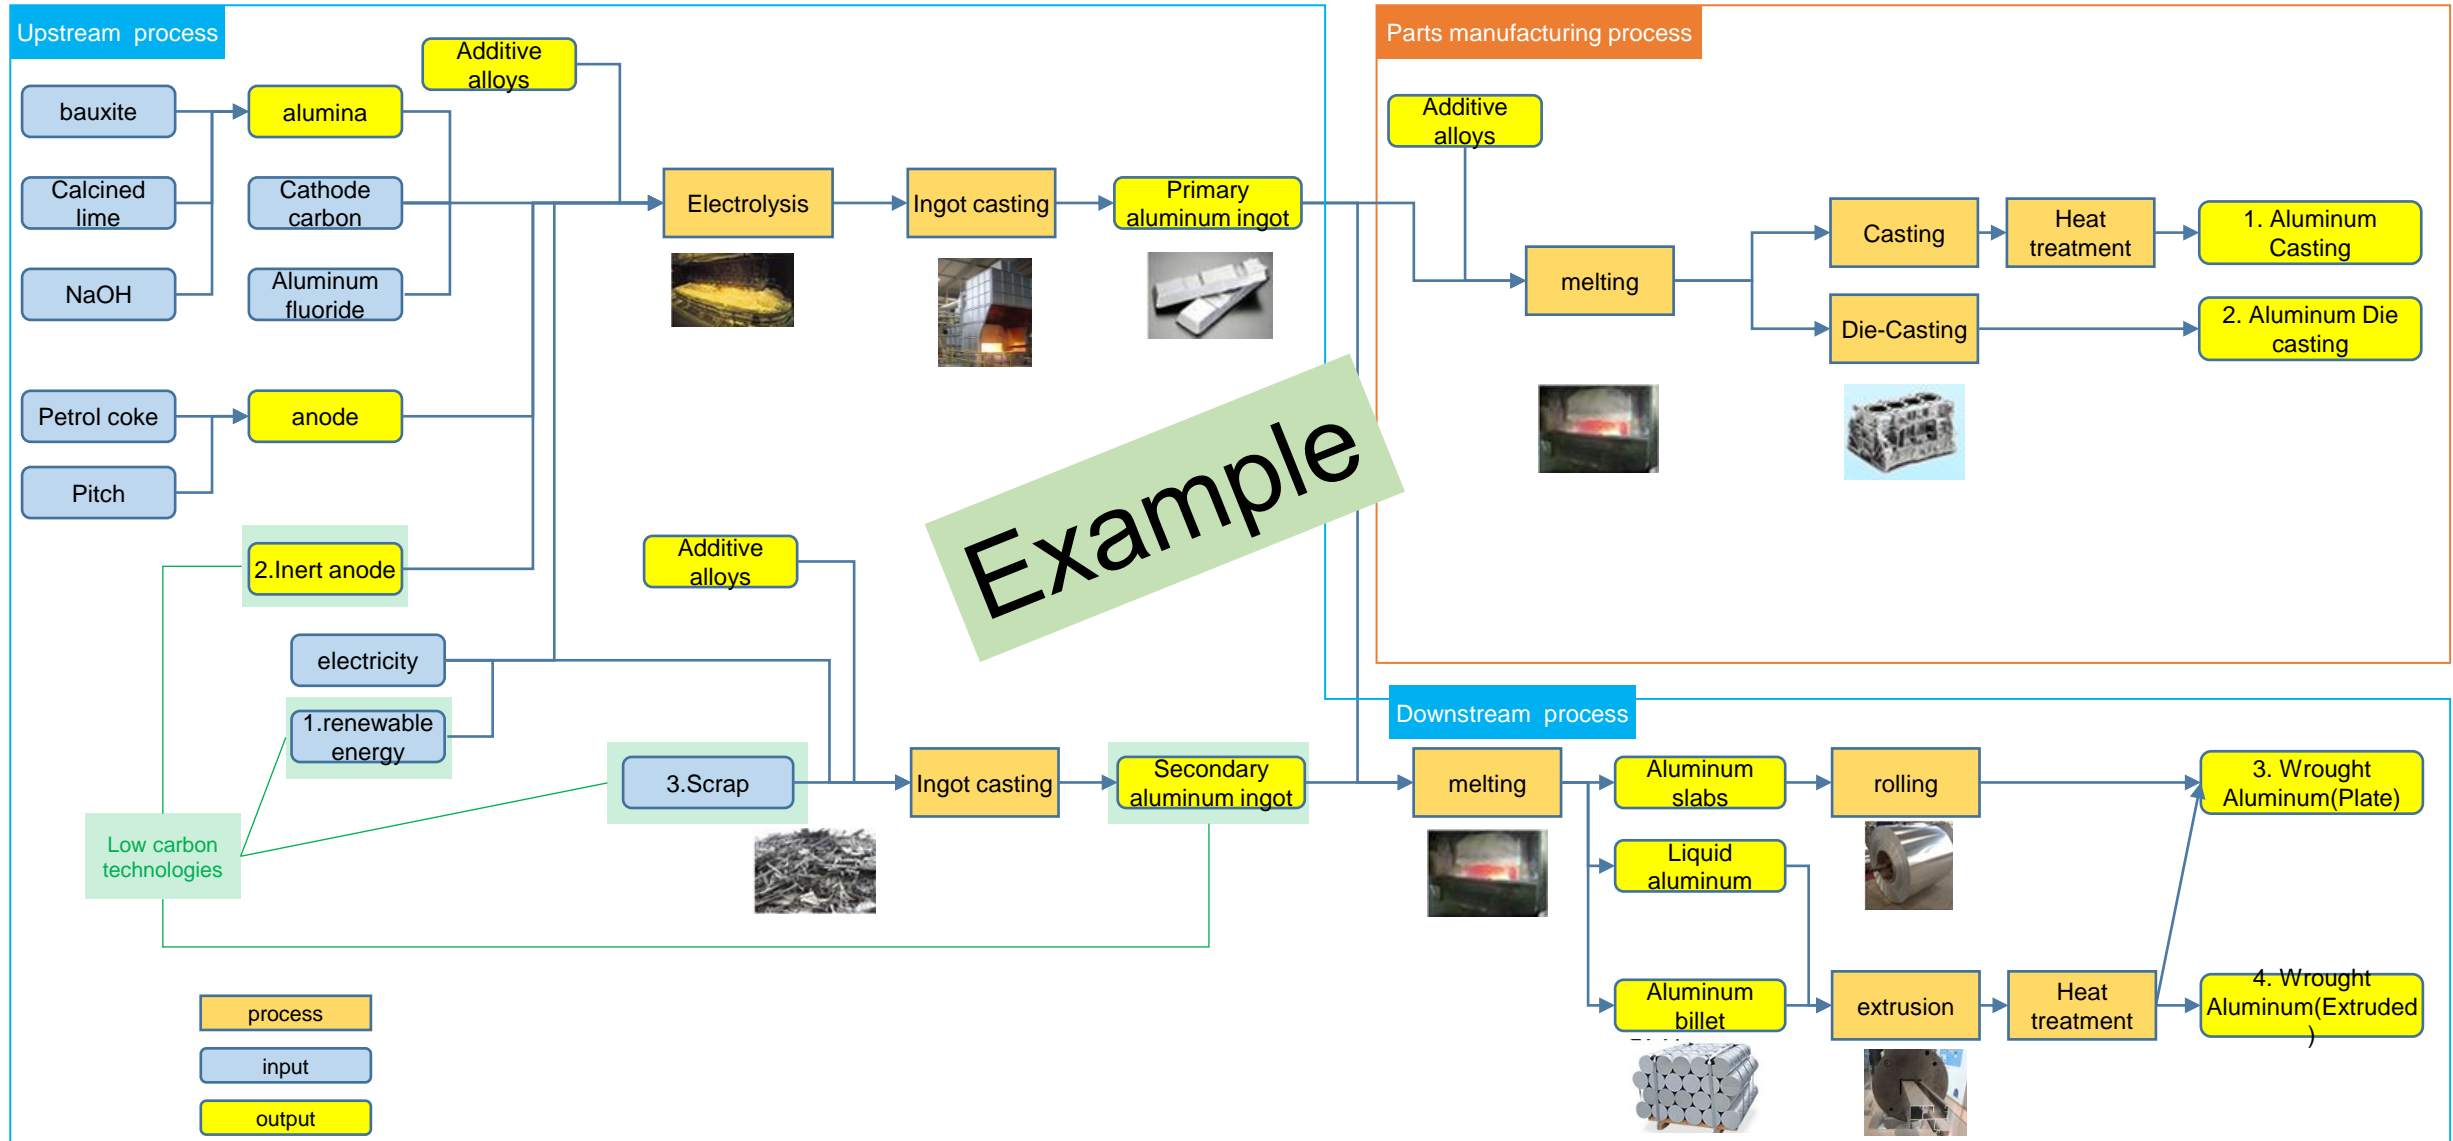 Upstream process
Additive
alloys
bauxite
alumina
Calcined
lime
Cathode
carbon
NaOH
Aluminum
fluoride
Electrolysis
Ingot casting
Primary
aluminum ingot
Petrol coke
anode
Pitch
2.Inert anode
Additive
alloys
electricity
1.renewable
energy
3.Scrap
Ingot casting
Secondary
aluminum ingot
Low carbon
technologies
process
input
output
Example
Parts manufacturing process
Additive
alloys
melting
Casting
Heat
treatment
1. Aluminum
Casting
Die-Casting
2. Aluminum Die
casting
Downstream process
melting
Aluminum
slabs
rolling
3. Wrought
Aluminum(Plate)
Liquid
aluminum
Aluminum
billet
extrusion
Heat
treatment
4. Wrought
Aluminum(Extruded
)